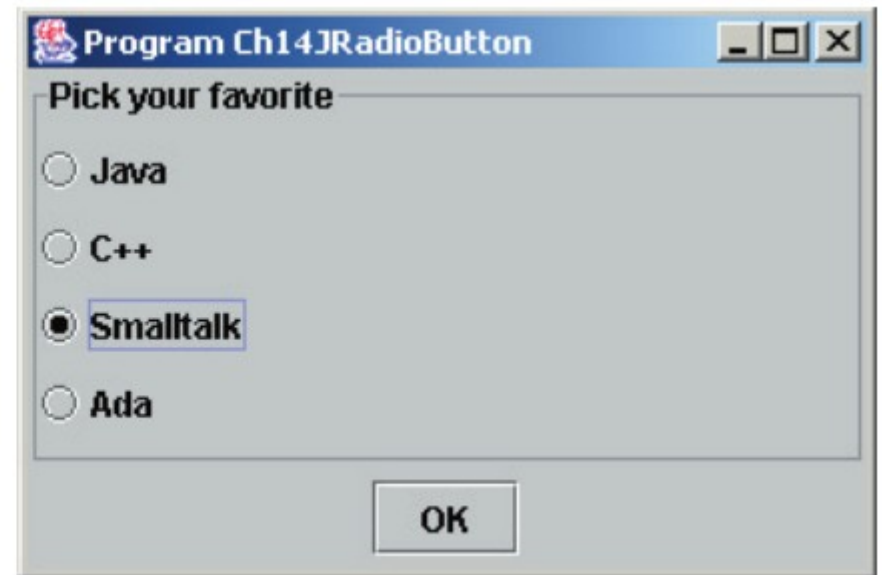 Program Ch14JRadioButton
Pick your favorite
Java
C++
Smalltalk
Ada
OK